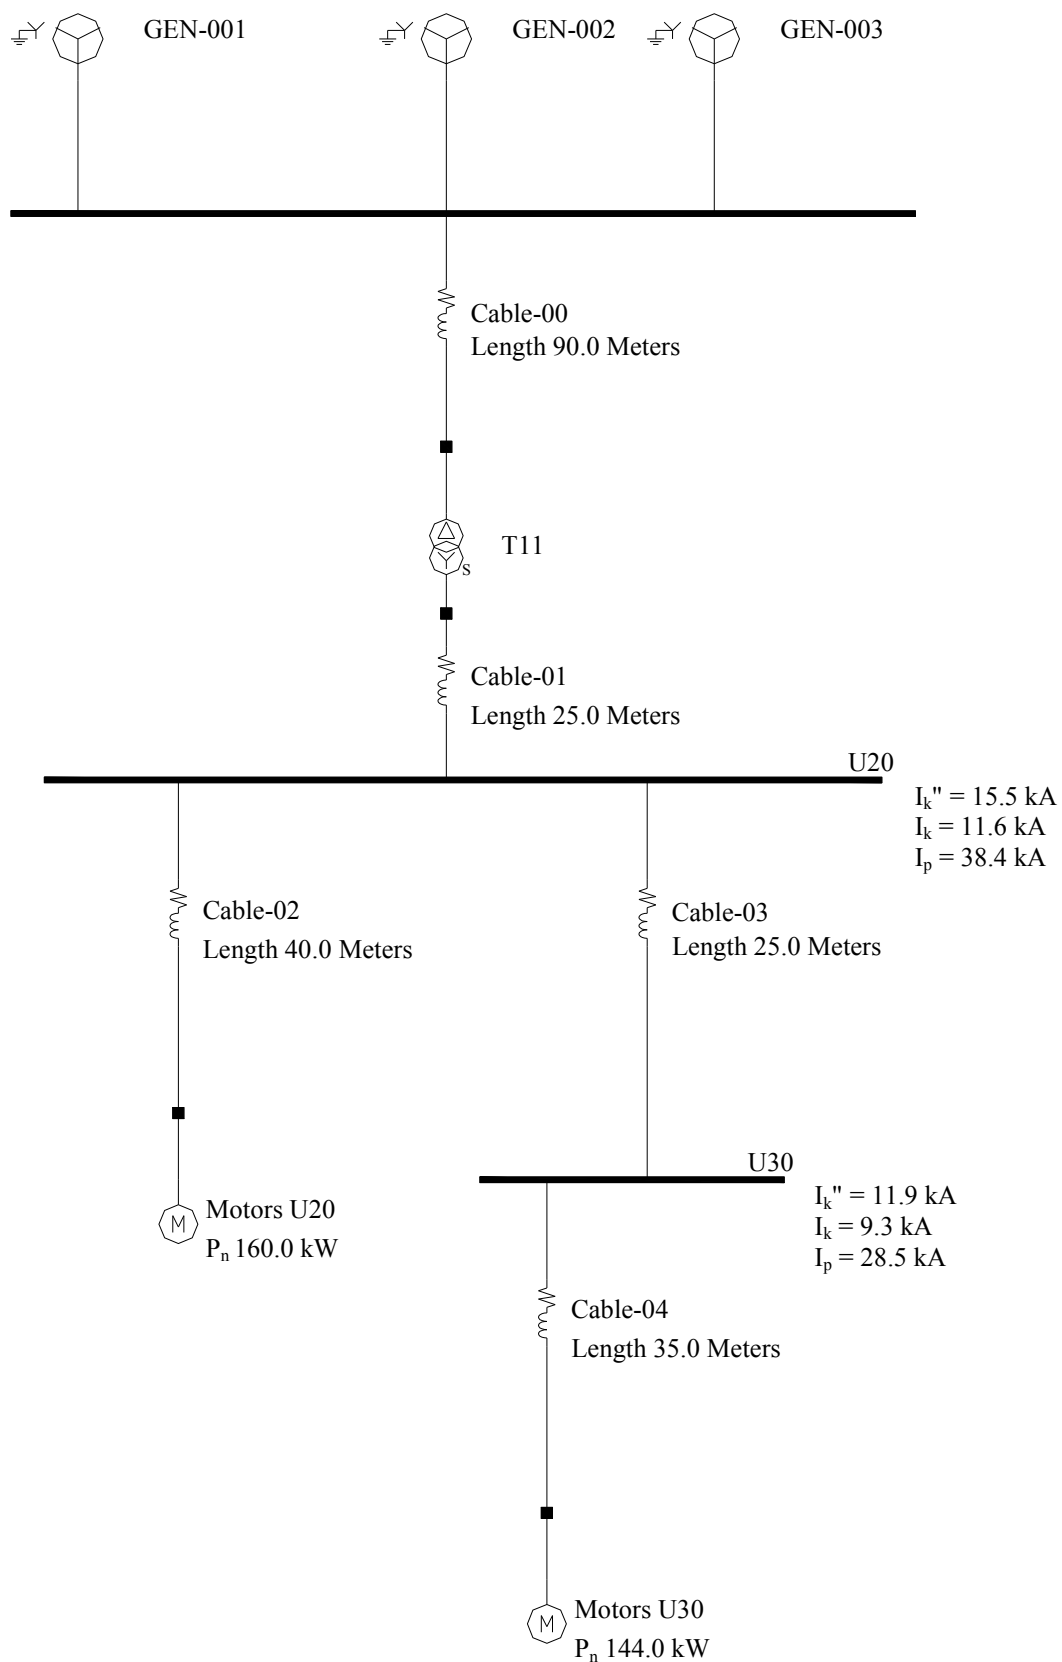 GEN-001
GEN-002
GEN-003
Cable-00
Length 90.0 Meters
T11
S
Cable-01
Length 25.0 Meters
U20
Ik" = 15.5 kA
Ik = 11.6 kA
Ip = 38.4 kA
Cable-02
Length 40.0 Meters
Cable-03
Length 25.0 Meters
U30
Ik" = 11.9 kA
Ik = 9.3 kA
Ip = 28.5 kA
M
Motors U20
Pn 160.0 kW
Cable-04
Length 35.0 Meters
M
Motors U30
Pn 144.0 kW